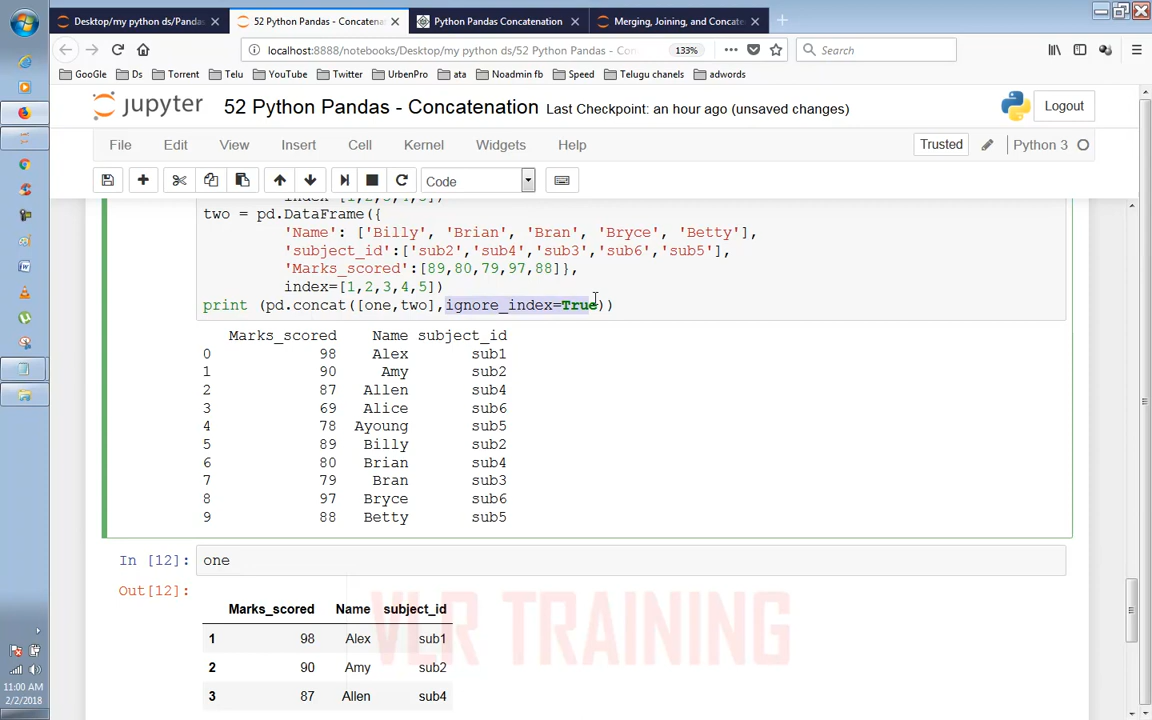 Desktop/my python ds/Pandas
52 Python Pandas - Concatena
Python Pandas Concatenation
Merging, Joining, and Concate
localhost:8888/notebooks/Desktop/my python ds/52 Python Pandas - Con
133%
Search
GooGle
Ds
Torrent
Telu
YouTube
Twitter
UrbenPro
ata
Noadmin fb
Speed
Telugu chanels
adwords
jupyter
52 Python Pandas - Concatenation
Last Checkpoint: an hour ago (unsaved changes)
Logout
File
Edit
View
Insert
Cell
Kernel
Widgets
Help
Trusted
Python 3
Code
index=[1,2,3,4,5])
two = pd.DataFrame({
'Name': ['Billy', 'Brian', 'Bran', 'Bryce', 'Betty'],
'subject_id':['sub2','sub4','sub3','sub6','sub5'],
'Marks_scored':[89,80,79,97,88]},
index=[1,2,3,4,5])
print (pd.concat([one,two],ignore_index=True))
Marks_scored Name subject_id
0 98 Alex sub1
1 90 Amy sub2
2 87 Allen sub4
3 69 Alice sub6
4 78 Ayoung sub5
5 89 Billy sub2
6 80 Brian sub4
7 79 Bran sub3
8 97 Bryce sub6
9 88 Betty sub5
In [12]: one
Out[12]:
Marks_scored Name subject_id
1 98 Alex sub1
2 90 Amy sub2
3 87 Allen sub4
VLR TRAINING
11:00 AM
2/2/2018